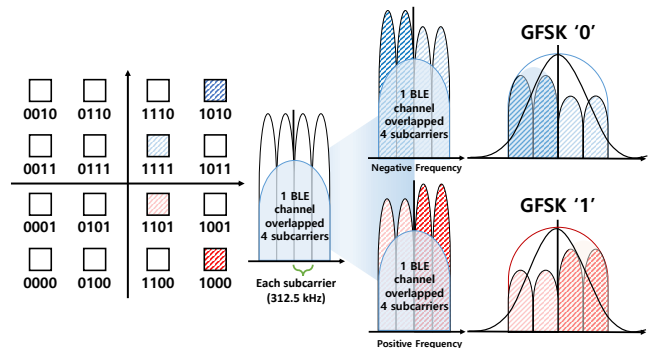 0010 0110 1110 1010
0011 0111 1111 1011
0001 0101 1101 1001
0000 0100 1100 1000
1 BLE
channel
overlapped
4 subcarriers
Each subcarrier
(312.5 kHz)
1 BLE
channel
overlapped
4 subcarriers
Negative Frequency
GFSK ‘0’
1 BLE
channel
overlapped
4 subcarriers
Positive Frequency
GFSK ‘1’